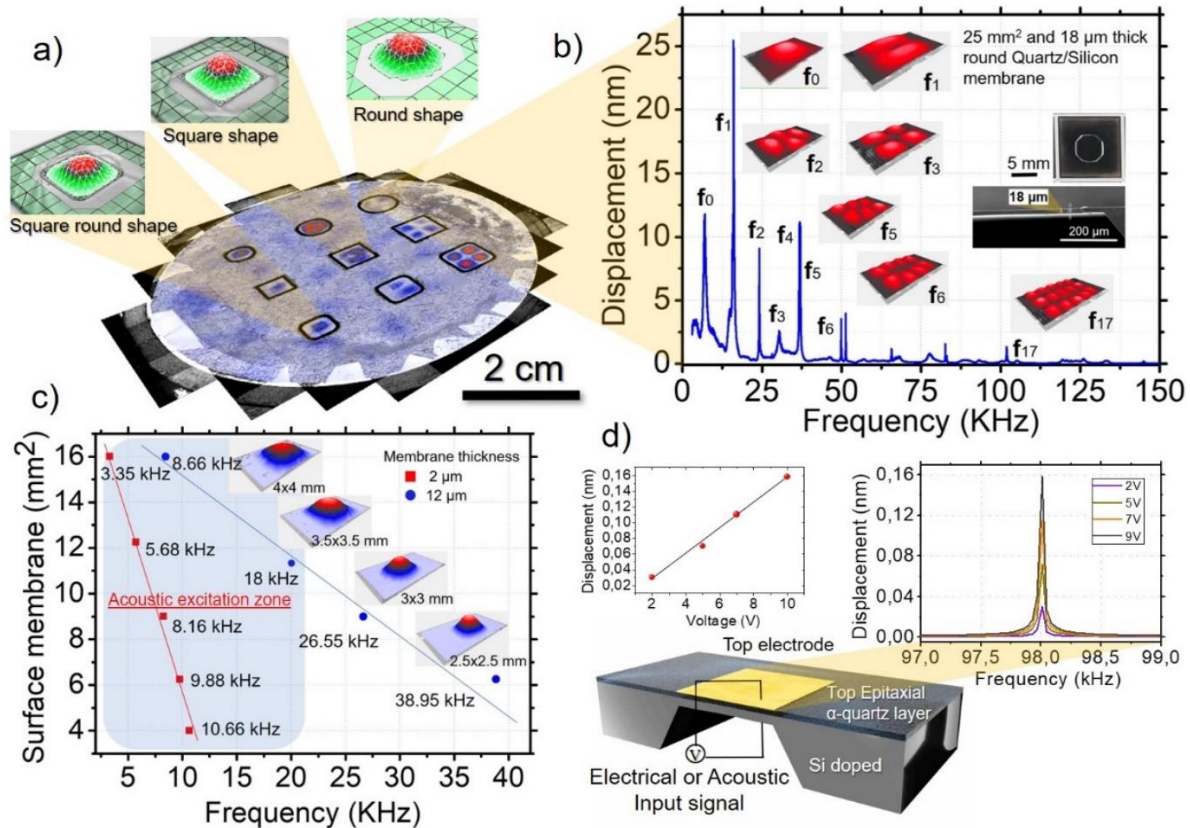 a)
Square shape
Round shape
Square round shape
2 cm
b)
Displacement (nm)
25
20
15
10
5
0
0
25
50
75
100
125
150
Frequency (KHz)
f0
f1
f2
f3
f4
f5
f6
f17
f0
f1
f2
f3
f5
f6
f17
25 mm² and 18 µm thick
round Quartz/Silicon
membrane
5 mm
18 µm
200 µm
c)
Surface membrane (mm²)
16
14
12
10
8
6
4
5
10
15
20
25
30
35
40
Frequency (KHz)
Membrane thickness
2 µm
12 µm
3.35 kHz
8.66 kHz
4x4 mm
3.5x3.5 mm
5.68 kHz
18 kHz
3x3 mm
Acoustic excitation zone
8.16 kHz
26.55 kHz
2.5x2.5 mm
9.88 kHz
38.95 kHz
10.66 kHz
d)
Displacement (nm)
0,16
0,14
0,12
0,10
0,08
0,06
0,04
0,02
2
4
6
8
10
Voltage (V)
Displacement (nm)
0,16
0,12
0,08
0,04
0,00
97,0
97,5
98,0
98,5
99,0
Frequency (kHz)
2V
5V
7V
9V
Top electrode
Top Epitaxial
α-quartz layer
V
Si doped
Electrical or Acoustic
Input signal